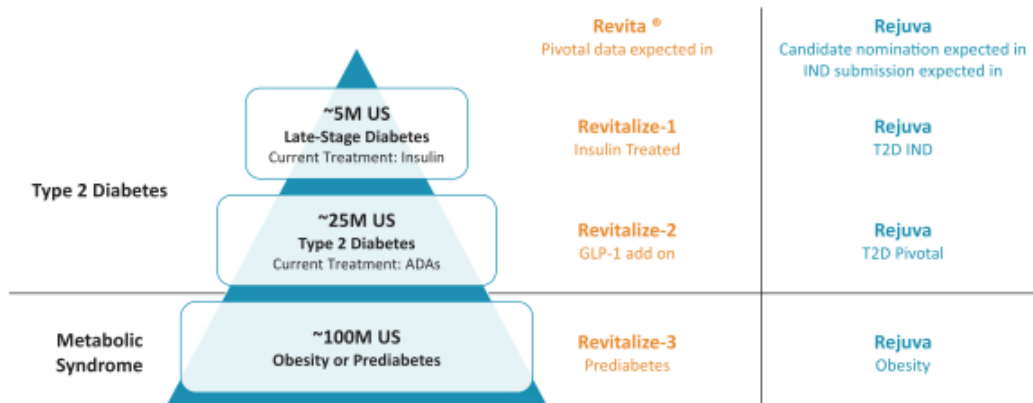 Revita ®
Pivotal data expected in
Rejuva
Candidate nomination expected in
IND submission expected in
Type 2 Diabetes
~5M US
Late-Stage Diabetes
Current Treatment: Insulin
Revitalize-1
Insulin Treated
Rejuva
T2D IND
~25M US
Type 2 Diabetes
Current Treatment: ADAs
Revitalize-2
GLP-1 add on
Rejuva
T2D Pivotal
Metabolic
Syndrome
~100M US
Obesity or Prediabetes
Revitalize-3
Prediabetes
Rejuva
Obesity